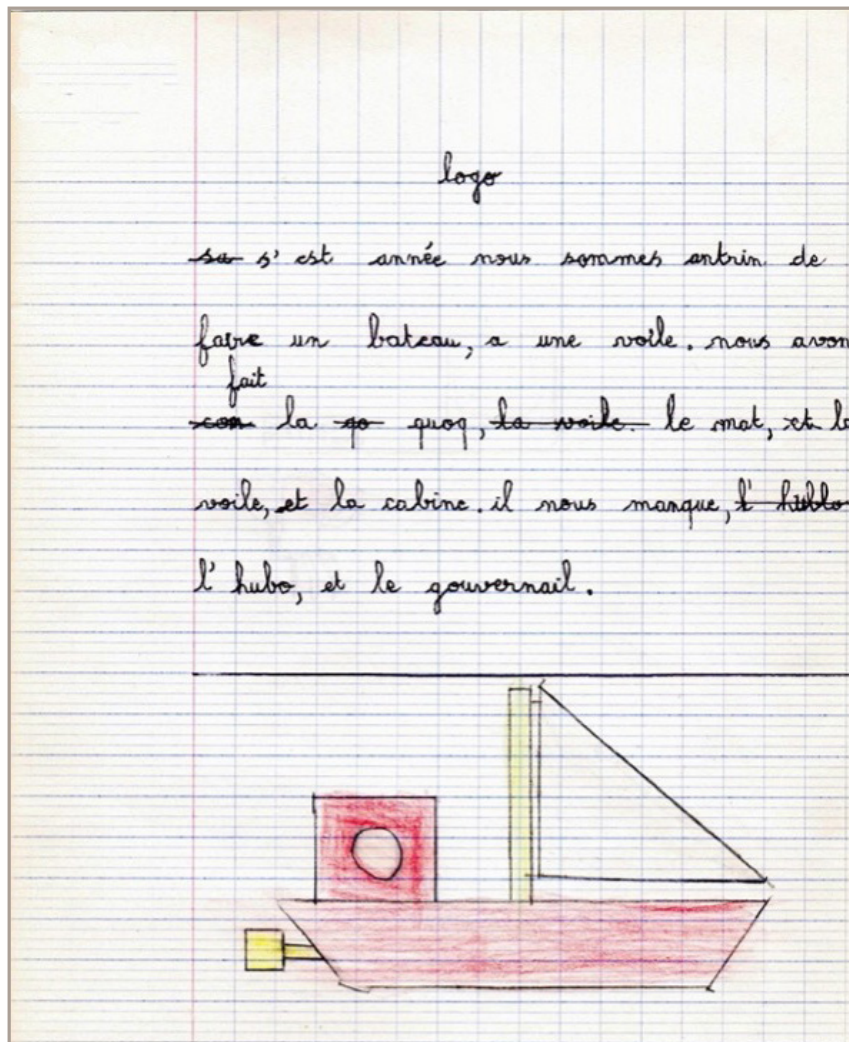 logo
sa s'est année nous sommes antrin de
faire un bateau, a une voile. nous avon
fait
con la qo quoq, la voile. le mat, et la
voile, et la cabine. il nous manque, l' hublo
l' hubo, et le gouvernail.